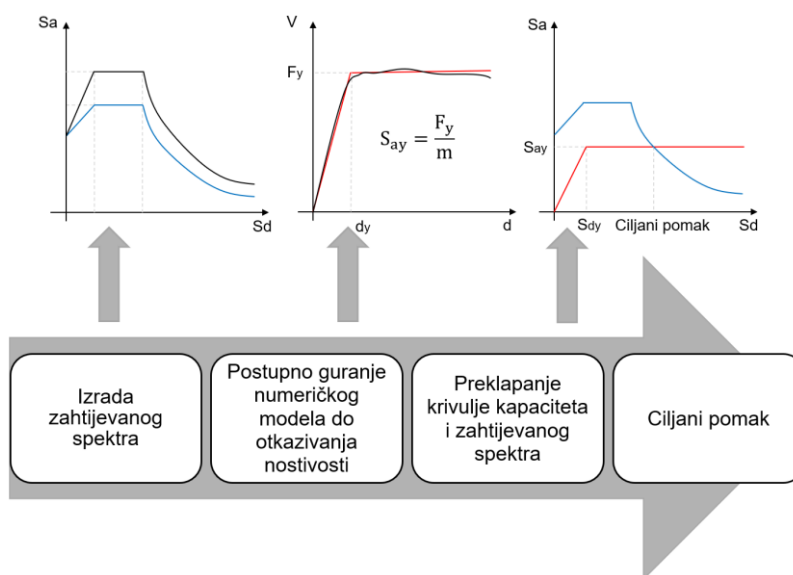 Sa
Sd
V
Fy
dy
d
Say = Fy/m
Sa
Say
Sdy
Ciljani pomak
Sd
Izrada
zahtijevanog
spektra
Postupno guranje
numeričkog
modela do
otkazivanja
nostivosti
Preklapanje
krivulje kapaciteta
i zahtijevanog
spektra
Ciljani pomak